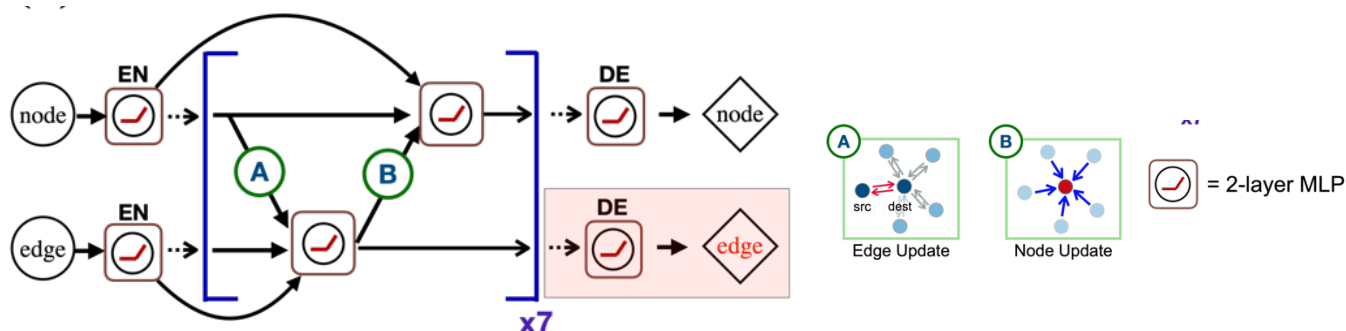 EN
DE
node
node
A
B
EN
DE
edge
edge
x7
A
src
dest
Edge Update
B
Node Update
= 2-layer MLP